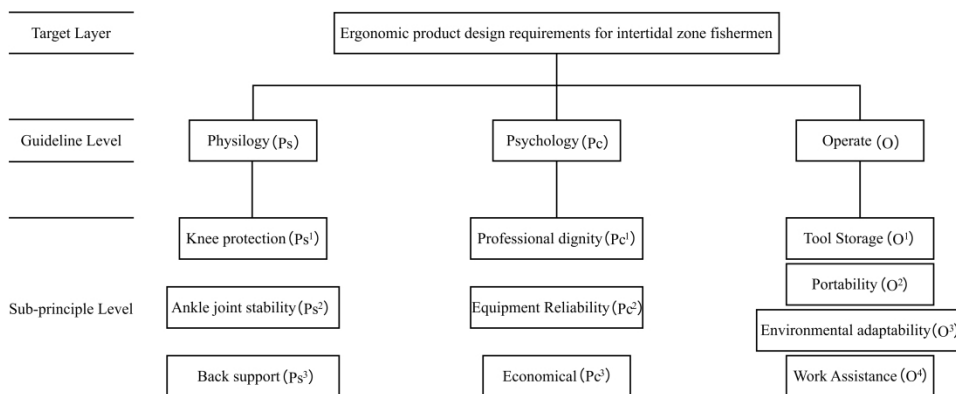 Target Layer
Ergonomic product design requirements for intertidal zone fishermen
Guideline Level
Physilogy (Ps)
Psychology (Pc)
Operate (O)
Sub-principle Level
Knee protection (Ps¹)
Professional dignity (Pc¹)
Tool Storage (O¹)
Portability (O²)
Ankle joint stability (Ps²)
Equipment Reliability (Pc²)
Environmental adaptability (O³)
Back support (Ps³)
Economical (Pc³)
Work Assistance (O⁴)